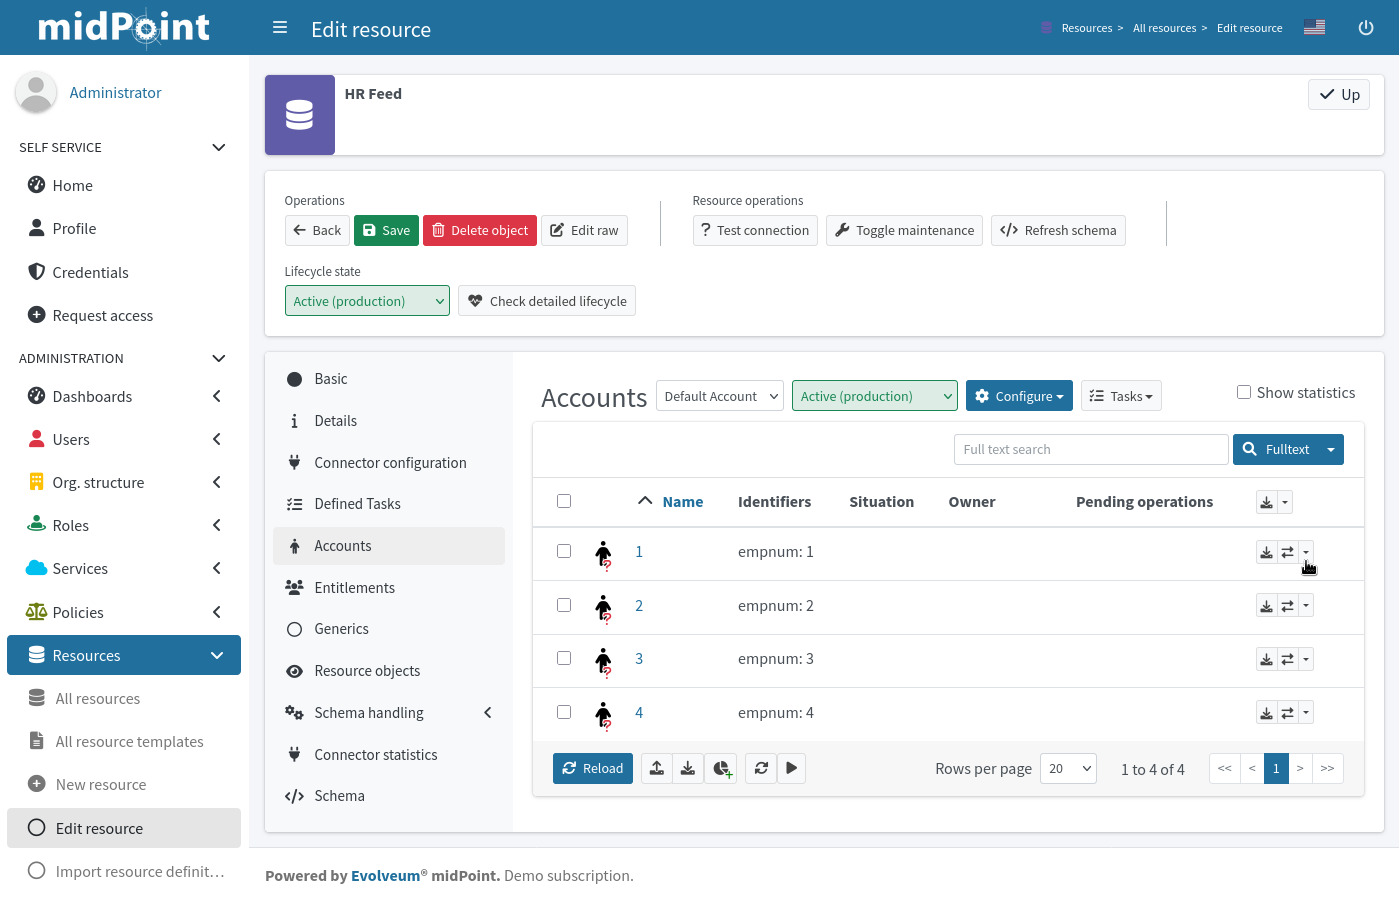 midPoint
Edit resource
Resources >
All resources >
Edit resource
Administrator
SELF SERVICE
Home
Profile
Credentials
Request access
ADMINISTRATION
Dashboards
Users
Org. structure
Roles
Services
Policies
Resources
All resources
All resource templates
New resource
Edit resource
Import resource definit...
HR Feed
Up
Operations
Back
Save
Delete object
Edit raw
Resource operations
? Test connection
Toggle maintenance
Refresh schema
Lifecycle state
Active (production)
Check detailed lifecycle
Basic
Details
Connector configuration
Defined Tasks
Accounts
Entitlements
Generics
Resource objects
Schema handling
Connector statistics
Schema
Accounts
Default Account
Active (production)
Configure
Tasks
Show statistics
Full text search
Fulltext
Name Identifiers Situation Owner Pending operations
1 empnum: 1
2 empnum: 2
3 empnum: 3
4 empnum: 4
Reload
Rows per page 20 1 to 4 of 4 << < 1 > >>
Powered by Evolveum® midPoint. Demo subscription.